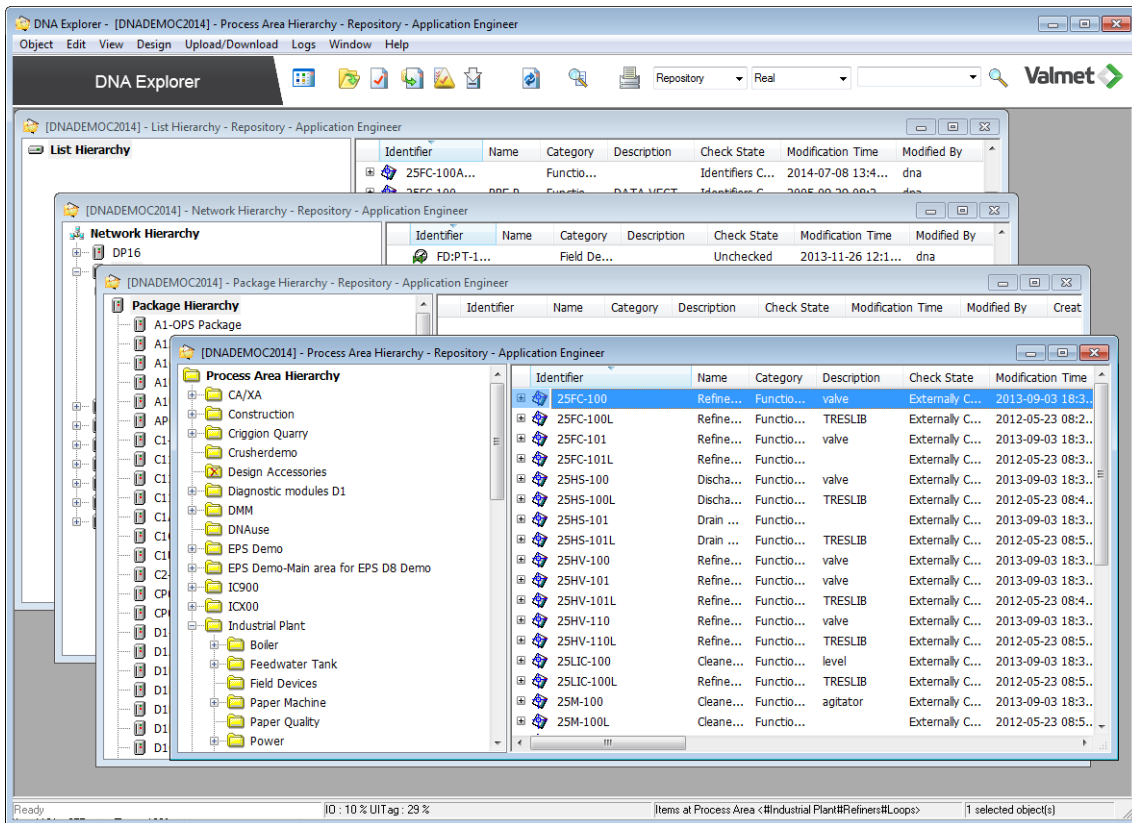 DNA Explorer - [DNADEMOC2014] - Process Area Hierarchy - Repository - Application Engineer
Object Edit View Design Upload/Download Logs Window Help
DNA Explorer Repository Real Valmet
[DNADEMOC2014] - List Hierarchy - Repository - Application Engineer
List Hierarchy
Identifier Name Category Description Check State Modification Time Modified By
25FC-100A... Functio... Identifiers C... 2014-07-08 13:4... dna
[DNADEMOC2014] - Network Hierarchy - Repository - Application Engineer
Network Hierarchy
DP16
Identifier Name Category Description Check State Modification Time Modified By
FD:PT-1... Field De... Unchecked 2013-11-26 12:1... dna
[DNADEMOC2014] - Package Hierarchy - Repository - Application Engineer
Package Hierarchy
A1-OPS Package
Identifier Name Category Description Check State Modification Time Modified By Creat
[DNADEMOC2014] - Process Area Hierarchy - Repository - Application Engineer
Process Area Hierarchy
CA/XA
Construction
Criggion Quarry
Crusherdemo
Design Accessories
Diagnostic modules D1
DMM
DNAuse
EPS Demo
EPS Demo-Main area for EPS D8 Demo
IC900
ICX00
Industrial Plant
Boiler
Feedwater Tank
Field Devices
Paper Machine
Paper Quality
Power
Identifier Name Category Description Check State Modification Time
25FC-100 Refine... Functio... valve Externally C... 2013-09-03 18:3...
25FC-100L Refine... Functio... TRESLIB Externally C... 2012-05-23 08:2...
25FC-101 Refine... Functio... valve Externally C... 2013-09-03 18:3...
25FC-101L Refine... Functio... Externally C... 2012-05-23 08:3...
25HS-100 Discha... Functio... valve Externally C... 2013-09-03 18:3...
25HS-100L Discha... Functio... TRESLIB Externally C... 2012-05-23 08:4...
25HS-101 Drain ... Functio... Externally C... 2013-09-03 18:3...
25HS-101L Drain ... Functio... TRESLIB Externally C... 2012-05-23 08:5...
25HV-100 Refine... Functio... valve Externally C... 2013-09-03 18:3...
25HV-101 Refine... Functio... valve Externally C... 2013-09-03 18:3...
25HV-101L Refine... Functio... TRESLIB Externally C... 2012-05-23 08:4...
25HV-110 Refine... Functio... valve Externally C... 2013-09-03 18:3...
25HV-110L Refine... Functio... TRESLIB Externally C... 2012-05-23 08:5...
25LIC-100 Cleane... Functio... level Externally C... 2013-09-03 18:3...
25LIC-100L Refine... Functio... TRESLIB Externally C... 2012-05-23 08:5...
25M-100 Cleane... Functio... agitator Externally C... 2013-09-03 18:3...
25M-100L Cleane... Functio... Externally C... 2012-05-23 08:5...
Ready IO : 10 % UITag : 29 % Items at Process Area <#Industrial Plant#Refiners#Loops> 1 selected object(s)